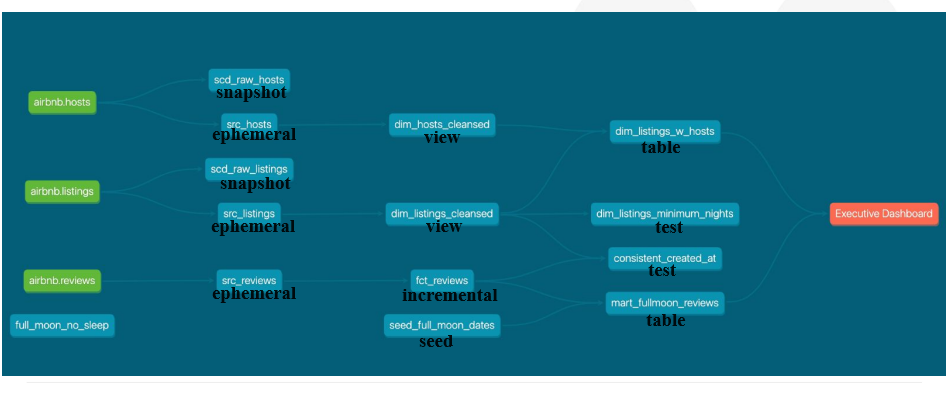 airbnb.hosts
scd_raw_hosts
snapshot
src_hosts
ephemeral
dim_hosts_cleansed
view
dim_listings_w_hosts
table
airbnb.listings
scd_raw_listings
snapshot
src_listings
ephemeral
dim_listings_cleansed
view
dim_listings_minimum_nights
test
Executive Dashboard
consistent_created_at
test
airbnb.reviews
src_reviews
ephemeral
fct_reviews
incremental
mart_fullmoon_reviews
table
full_moon_no_sleep
seed_full_moon_dates
seed